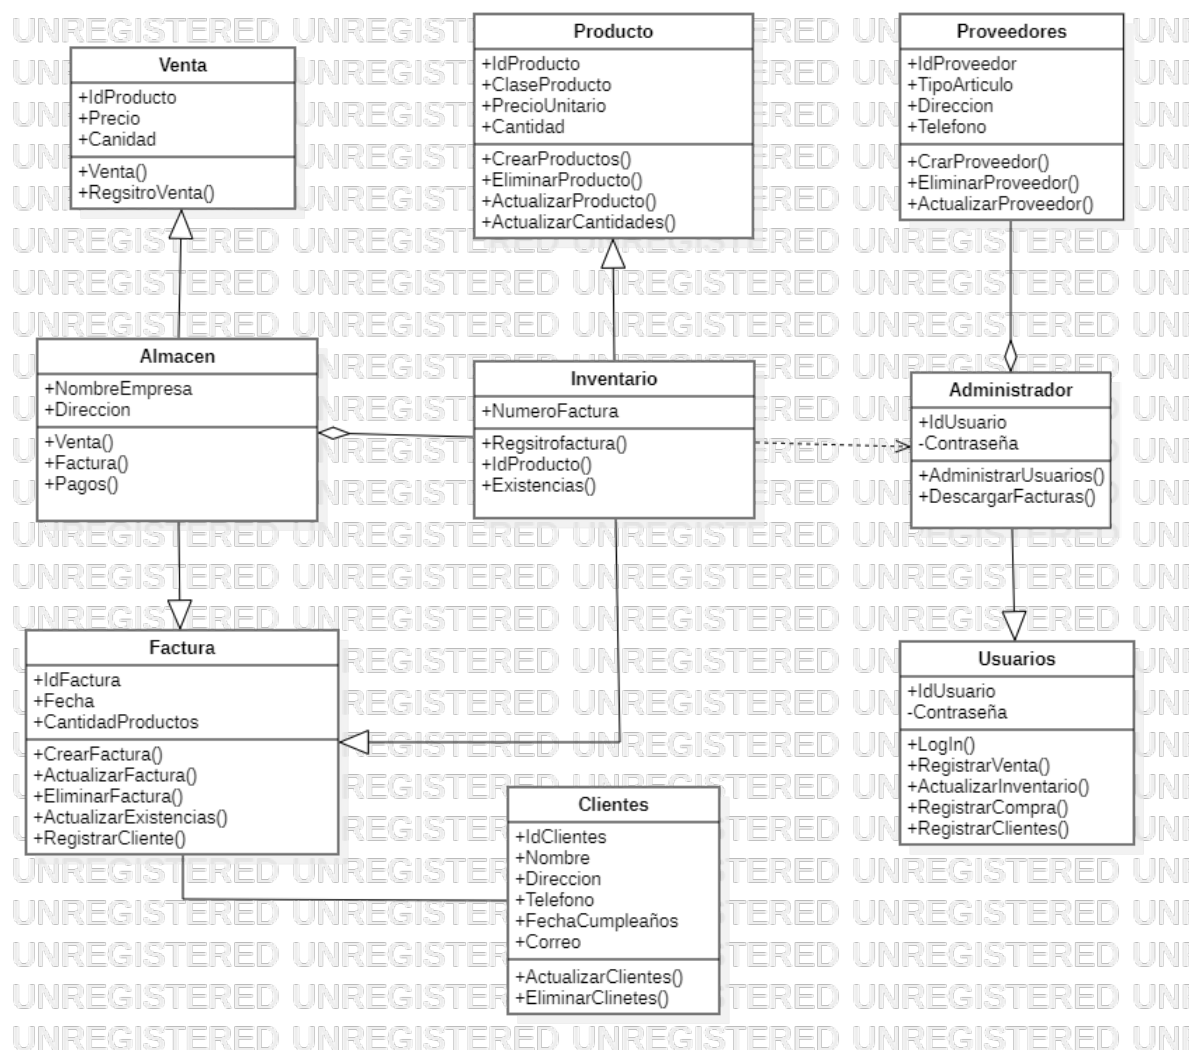 Venta
+IdProducto
+Precio
+Canidad
+Venta()
+RegsitroVenta()
Producto
+IdProducto
+ClaseProducto
+PrecioUnitario
+Cantidad
+CrearProductos()
+EliminarProducto()
+ActualizarProducto()
+ActualizarCantidades()
Proveedores
+IdProveedor
+TipoArticulo
+Direccion
+Telefono
+CrarProveedor()
+EliminarProveedor()
+ActualizarProveedor()
Almacen
+NombreEmpresa
+Direccion
+Venta()
+Factura()
+Pagos()
Inventario
+NumeroFactura
+Regsitrofactura()
+IdProducto()
+Existencias()
Administrador
+IdUsuario
-Contraseña
+AdministrarUsuarios()
+DescargarFacturas()
Factura
+IdFactura
+Fecha
+CantidadProductos
+CrearFactura()
+ActualizarFactura()
+EliminarFactura()
+ActualizarExistencias()
+RegistrarCliente()
Clientes
+IdClientes
+Nombre
+Direccion
+Telefono
+FechaCumpleaños
+Correo
+ActualizarClientes()
+EliminarClinetes()
Usuarios
+IdUsuario
-Contraseña
+LogIn()
+RegistrarVenta()
+ActualizarInventario()
+RegistrarCompra()
+RegistrarClientes()
UNREGISTERED